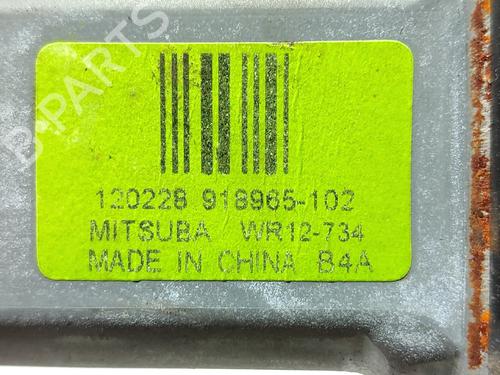 B-PARTS
120228 918965-102
MITSUBA WR12-734
MADE IN CHINA B4A